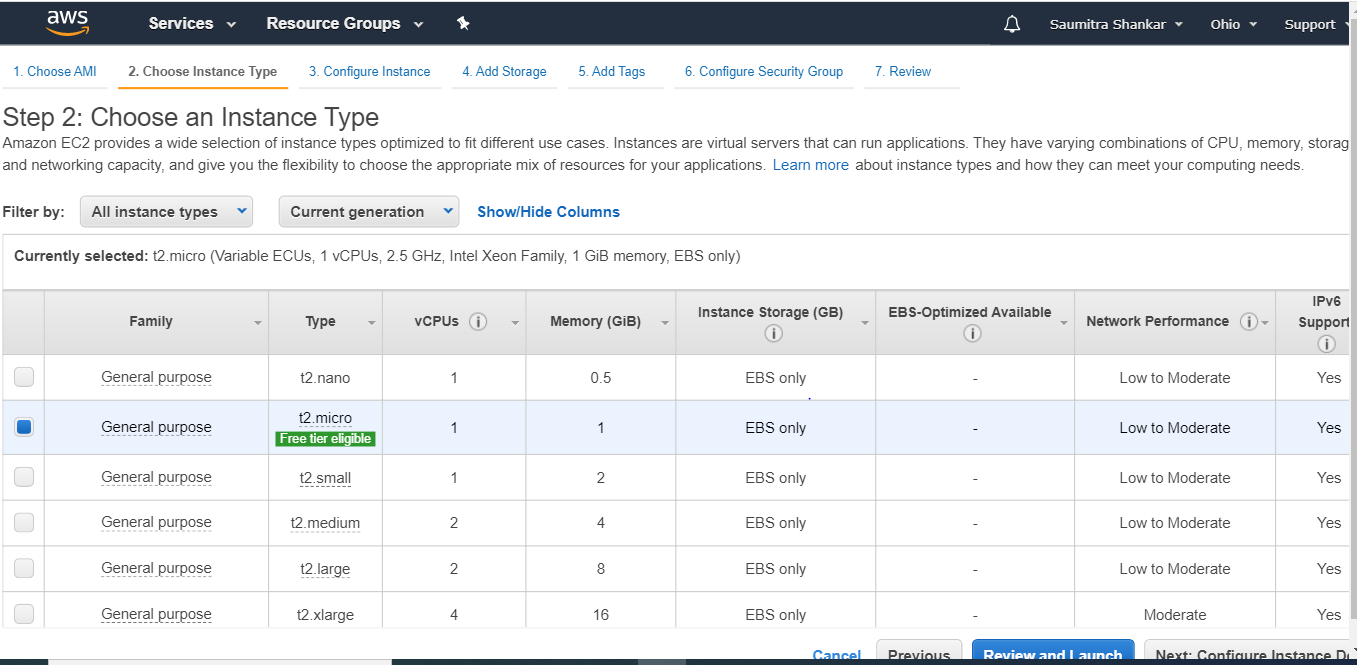 aws Services Resource Groups Saumitra Shankar Ohio Support
1. Choose AMI 2. Choose Instance Type 3. Configure Instance 4. Add Storage 5. Add Tags 6. Configure Security Group 7. Review
Step 2: Choose an Instance Type
Amazon EC2 provides a wide selection of instance types optimized to fit different use cases. Instances are virtual servers that can run applications. They have varying combinations of CPU, memory, storag
and networking capacity, and give you the flexibility to choose the appropriate mix of resources for your applications. Learn more about instance types and how they can meet your computing needs.
Filter by: All instance types Current generation Show/Hide Columns
Currently selected: t2.micro (Variable ECUs, 1 vCPUs, 2.5 GHz, Intel Xeon Family, 1 GiB memory, EBS only)
Family Type vCPUs i Memory (GiB) Instance Storage (GB) i EBS-Optimized Available i Network Performance i IPv6 Support i
General purpose t2.nano 1 0.5 EBS only - Low to Moderate Yes
General purpose t2.micro Free tier eligible 1 1 EBS only - Low to Moderate Yes
General purpose t2.small 1 2 EBS only - Low to Moderate Yes
General purpose t2.medium 2 4 EBS only - Low to Moderate Yes
General purpose t2.large 2 8 EBS only - Low to Moderate Yes
General purpose t2.xlarge 4 16 EBS only - Moderate Yes
Cancel Previous Review and Launch Next: Configure Instance De